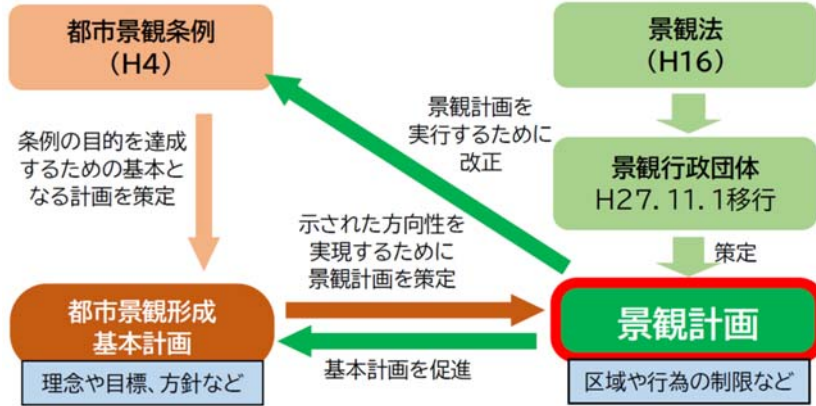 都市景観条例
（H4）
景観法
（H16）
景観計画を
実行するために
改正
条例の目的を達成
するための基本と
なる計画を策定
景観行政団体
H27.11.1移行
示された方向性を
実現するために
景観計画を策定
策定
都市景観形成
基本計画
景観計画
理念や目標、方針など
基本計画を促進
区域や行為の制限など